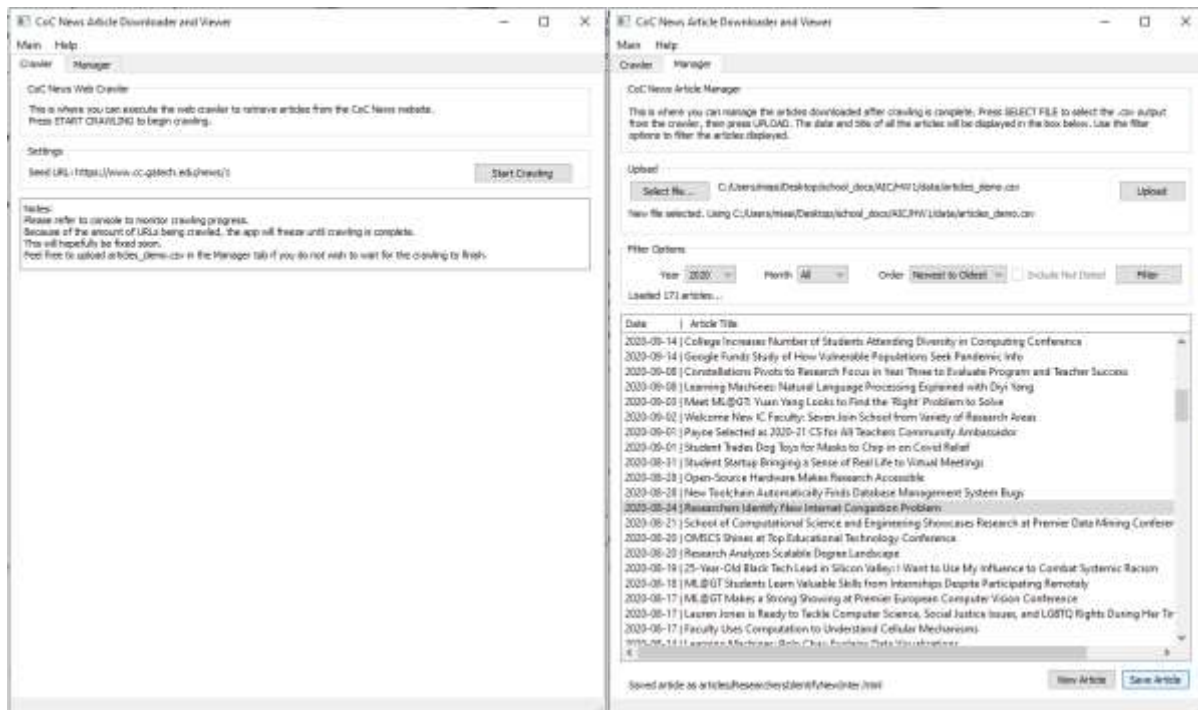 CoC News Article Downloader and Viewer
Main Help
Crawler Manager
CoC News Web Crawler
This is where you can execute the web crawler to retrieve articles from the CoC News website.
Press START CRAWLING to begin crawling.
Settings
Seed URL: https://www.cc.gatech.edu/news/
Start Crawling
Notes:
Please refer to console to monitor crawling progress.
Because of the amount of URLs being crawled, the app will freeze until crawling is complete.
This will hopefully be fixed soon.
Feel free to upload articles_demo.csv in the Manager tab if you do not wish to wait for the crawling to finish.
CoC News Article Downloader and Viewer
Main Help
Crawler Manager
CoC News Article Manager
This is where you can manage the articles downloaded after crawling is complete. Press SELECT FILE to select the .csv output
from the crawler, then press UPLOAD. The date and title of all the articles will be displayed in the box below. Use the filter
options to filter the articles displayed.
Upload
Select file... C:/Users/ /Desktop/school_docs/AIC/HW1/data/articles_demo.csv Upload
New file selected. Using C:/Users/ /Desktop/school_docs/AIC/HW1/data/articles_demo.csv
Filter Options
Year 2020 Month All Order Newest to Oldest Include Not Dated Filter
Loaded 171 articles...
Date | Article Title
2020-09-14 | College Increases Number of Students Attending Diversity in Computing Conference
2020-09-14 | Google Funds Study of How Vulnerable Populations Seek Pandemic Info
2020-09-08 | Constellations Pivots to Research Focus in Year Three to Evaluate Program and Teacher Success
2020-09-08 | Learning Machines: Natural Language Processing Explained with Diyi Yang
2020-09-03 | Meet ML@GT: Yuan Yang Looks to Find the 'Right' Problem to Solve
2020-09-02 | Welcome New IC Faculty: Seven Join School from Variety of Research Areas
2020-09-01 | Payne Selected as 2020-21 CS for All Teachers Community Ambassador
2020-09-01 | Student Trades Dog Toys for Masks to Chip in on Covid Relief
2020-08-31 | Student Startup Bringing a Sense of Real Life to Virtual Meetings
2020-08-28 | Open-Source Hardware Makes Research Accessible
2020-08-28 | New Toolchain Automatically Finds Database Management System Bugs
2020-08-24 | Researchers Identify New Internet Congestion Problem
2020-08-21 | School of Computational Science and Engineering Showcases Research at Premier Data Mining Conferen
2020-08-20 | OMSCS Shines at Top Educational Technology Conference
2020-08-20 | Research Analyzes Scalable Degree Landscape
2020-08-19 | 25-Year-Old Black Tech Lead in Silicon Valley: I Want to Use My Influence to Combat Systemic Racism
2020-08-18 | ML@GT Students Learn Valuable Skills from Internships Despite Participating Remotely
2020-08-17 | ML@GT Makes a Strong Showing at Premier European Computer Vision Conference
2020-08-17 | Lauren Jones is Ready to Tackle Computer Science, Social Justice Issues, and LGBTQ Rights During Her Tir
2020-08-17 | Faculty Uses Computation to Understand Cellular Mechanisms
2020-08-14 | Learning Machines: Polo Chau Explains Data Visualizations
Saved article as articles/ResearchersIdentifyNewInter.html
View Article Save Article